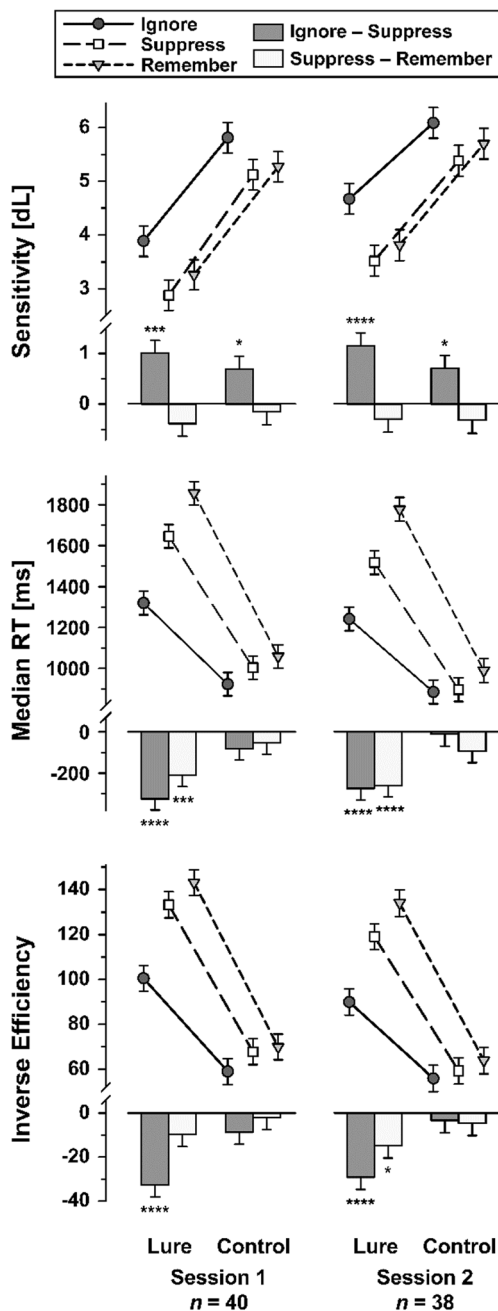 Ignore
Suppress
Remember
Ignore – Suppress
Suppress – Remember
Sensitivity [dL]
6
5
4
3
1
0
***
*
****
*
Median RT [ms]
1800
1600
1400
1200
1000
0
-200
****
***
****
****
Inverse Efficiency
140
120
100
80
60
0
-20
-40
****
****
*
Lure Control Lure Control
Session 1 Session 2
n = 40 n = 38